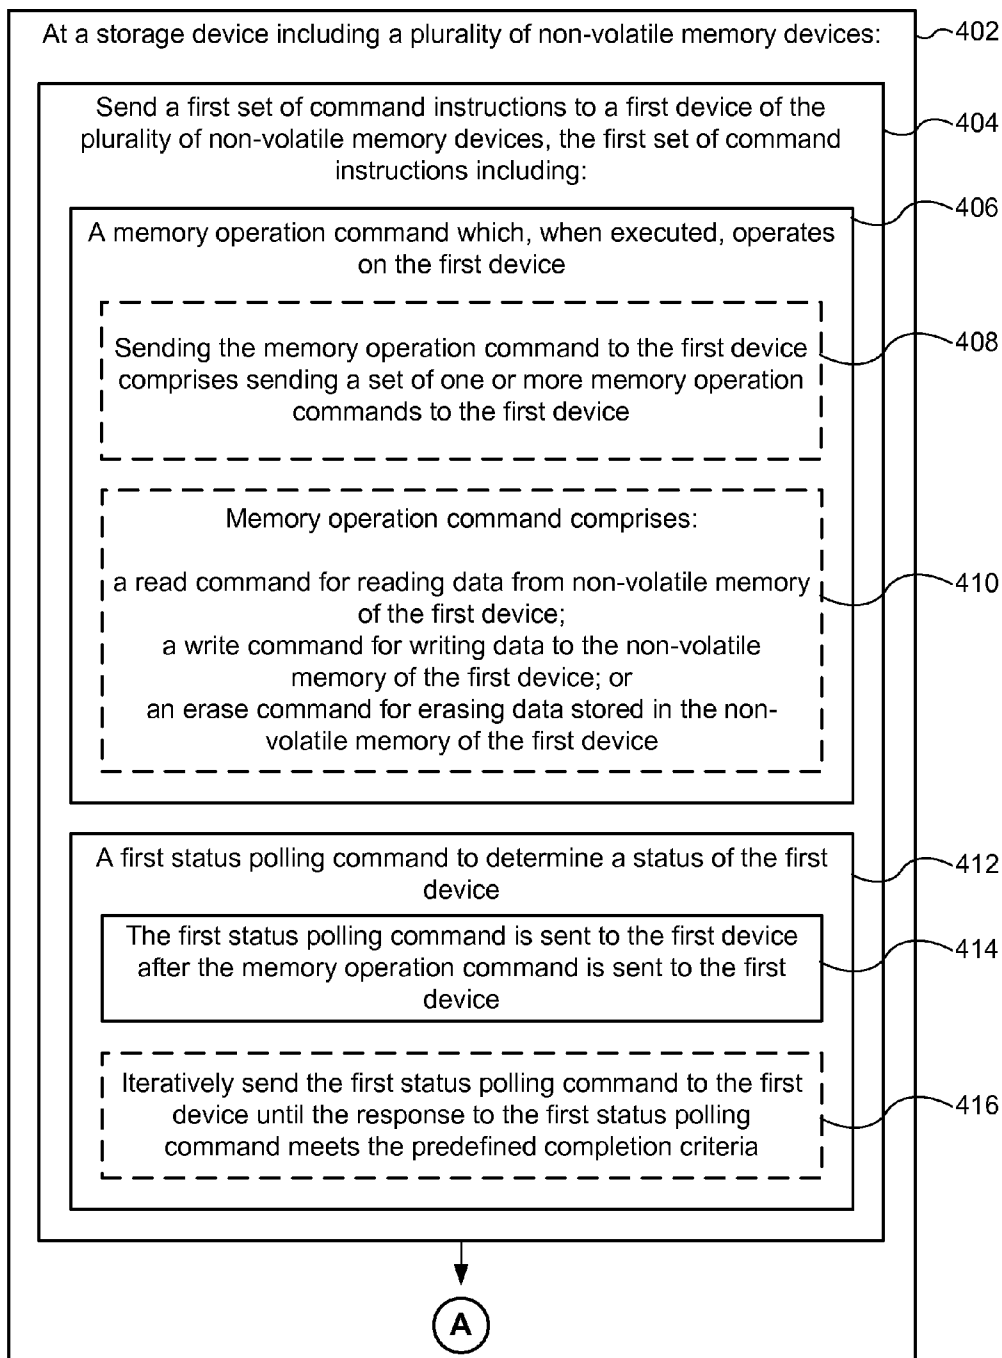 At a storage device including a plurality of non-volatile memory devices:
402
Send a first set of command instructions to a first device of the
plurality of non-volatile memory devices, the first set of command
instructions including:
404
406
A memory operation command which, when executed, operates
on the first device
Sending the memory operation command to the first device
comprises sending a set of one or more memory operation
commands to the first device
408
Memory operation command comprises:
a read command for reading data from non-volatile memory
of the first device;
a write command for writing data to the non-volatile
memory of the first device; or
an erase command for erasing data stored in the non-
volatile memory of the first device
410
A first status polling command to determine a status of the first
device
412
The first status polling command is sent to the first device
after the memory operation command is sent to the first
device
414
Iteratively send the first status polling command to the first
device until the response to the first status polling
command meets the predefined completion criteria
416
A